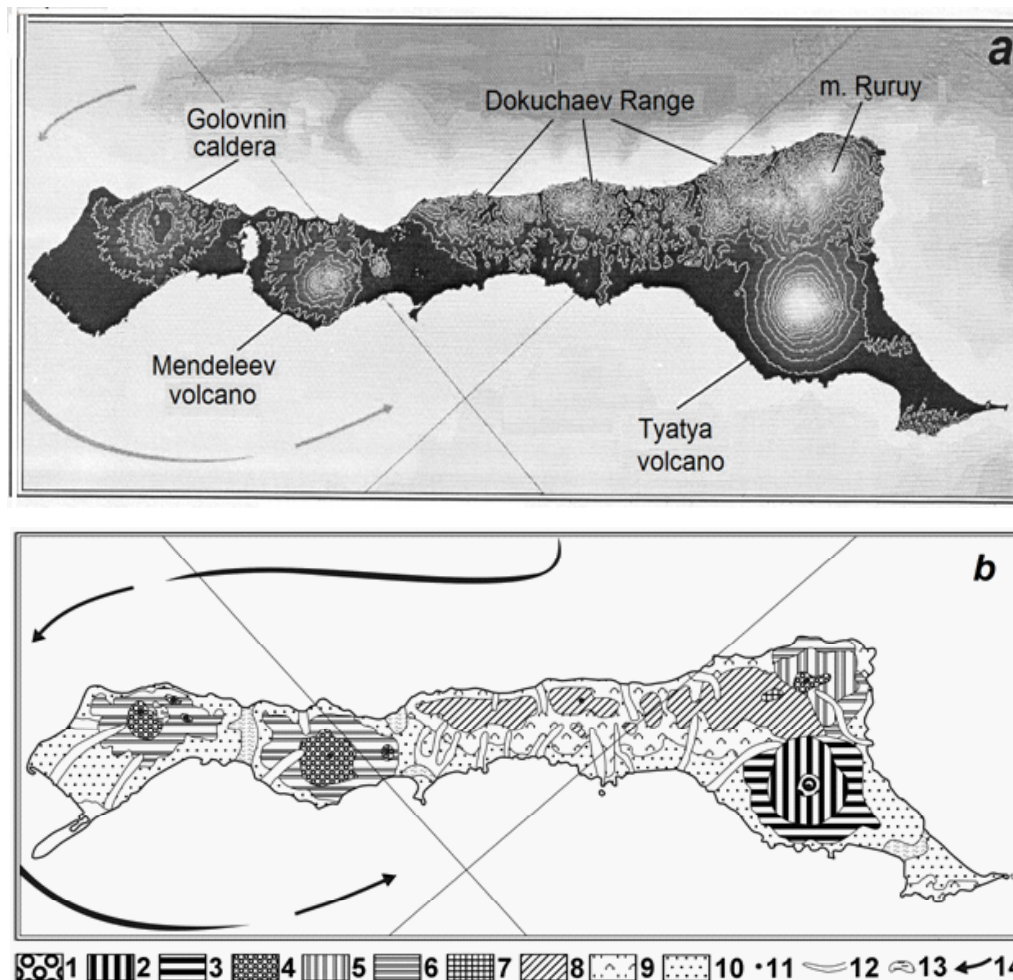 a
m. Ruruy
Dokuchaev Range
Golovnin
caldera
Mendeleev
volcano
Tyatya
volcano
b
1 2 3 4 5 6 7 8 9 10 11 12 13 14